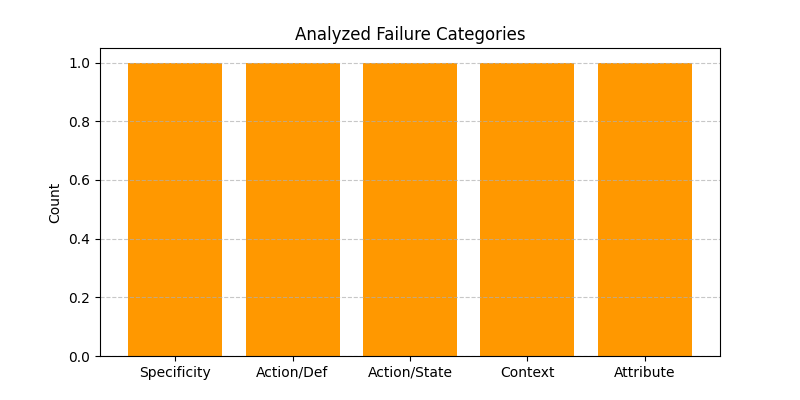 Analyzed Failure Categories
Count
1.0
0.8
0.6
0.4
0.2
0.0
Specificity Action/Def Action/State Context Attribute